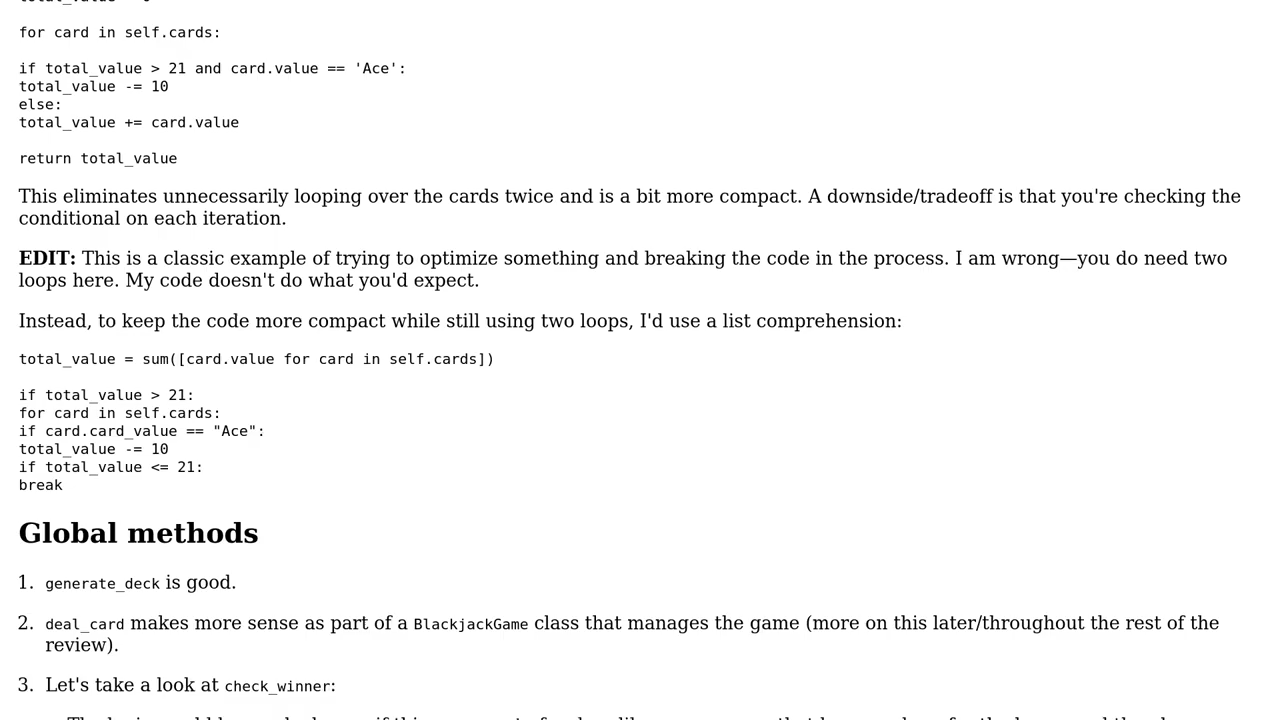 for card in self.cards:
if total_value > 21 and card.value == 'Ace':
total_value -= 10
else:
total_value += card.value
return total_value
This eliminates unnecessarily looping over the cards twice and is a bit more compact. A downside/tradeoff is that you're checking the
conditional on each iteration.
EDIT: This is a classic example of trying to optimize something and breaking the code in the process. I am wrong—you do need two
loops here. My code doesn't do what you'd expect.
Instead, to keep the code more compact while still using two loops, I'd use a list comprehension:
total_value = sum([card.value for card in self.cards])
if total_value > 21:
for card in self.cards:
if card.card_value == "Ace":
total_value -= 10
if total_value <= 21:
break
Global methods
1. generate_deck is good.
2. deal_card makes more sense as part of a BlackjackGame class that manages the game (more on this later/throughout the rest of the
review).
3. Let's take a look at check_winner: